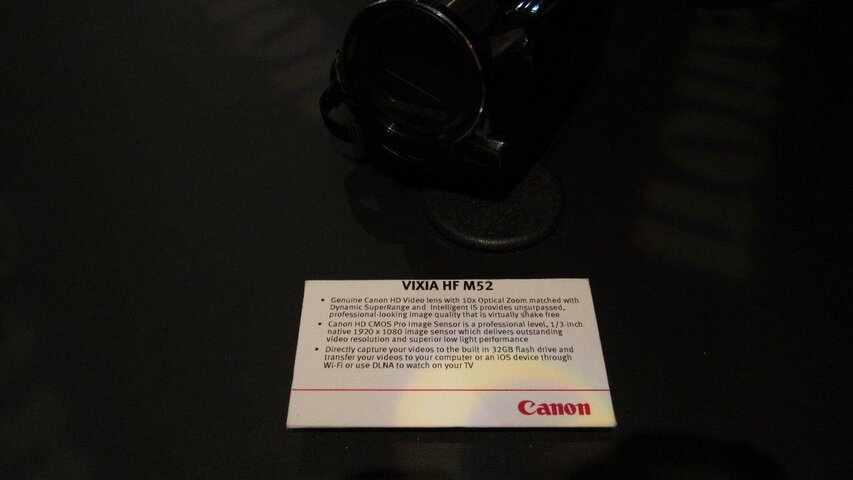 VIXIA HF M52
• Genuine Canon HD Video lens with 10x Optical Zoom matched with
Dynamic SuperRange and Intelligent IS provides unsurpassed,
professional-looking image quality that is virtually shake free
• Canon HD CMOS Pro Image Sensor is a professional level, 1/3-inch
native 1920 x 1080 image sensor which delivers outstanding
video resolution and superior low light performance
• Directly capture your videos to the built in 32GB flash drive and
transfer your videos to your computer or an iOS device through
Wi-Fi or use DLNA to watch on your TV
Canon